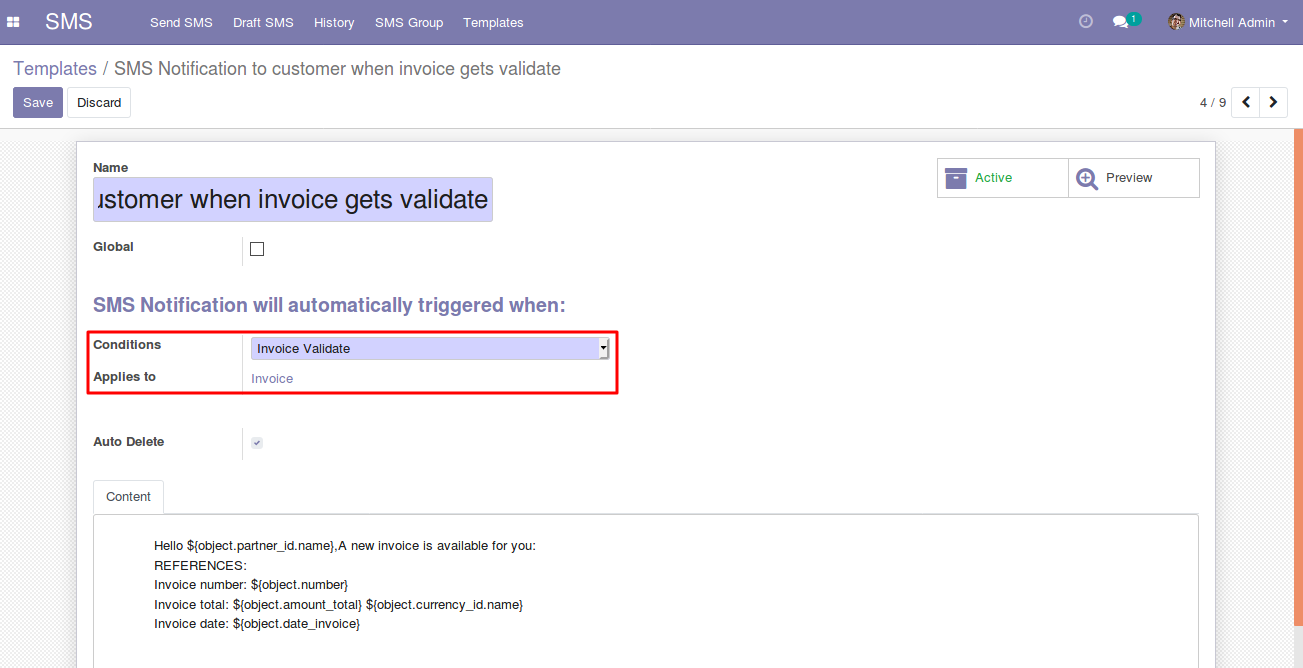 SMS Send SMS Draft SMS History SMS Group Templates 1 Mitchell Admin
Templates / SMS Notification to customer when invoice gets validate
Save Discard 4 / 9
Name
ustomer when invoice gets validate
Active Preview
Global
SMS Notification will automatically triggered when:
Conditions Invoice Validate
Applies to Invoice
Auto Delete
Content
Hello ${object.partner_id.name},A new invoice is available for you:
REFERENCES:
Invoice number: ${object.number}
Invoice total: ${object.amount_total} ${object.currency_id.name}
Invoice date: ${object.date_invoice}